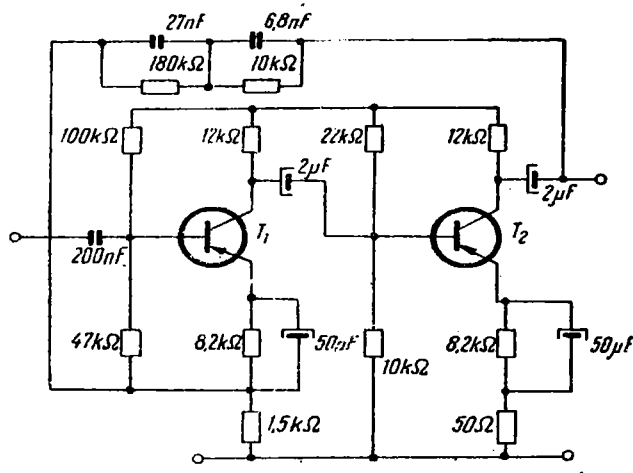 27nF
6,8nF
180kΩ
10kΩ
100kΩ
12kΩ
22kΩ
12kΩ
2μF
2μF
T1
T2
200nF
47kΩ
8,2kΩ
50μF
10kΩ
8,2kΩ
50μF
1,5kΩ
50Ω